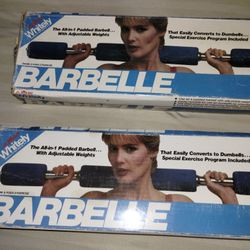 Whitely
The All-in-1 Padded Barbell...
With Adjustable Weights
That Easily Converts to Dumbells...
Special Exercise Program Included
BARBELLE
Whitely
The All-in-1 Padded Barbell...
With Adjustable Weights
That Easily Converts to Dumbells...
Special Exercise Program Included
BARBELLE